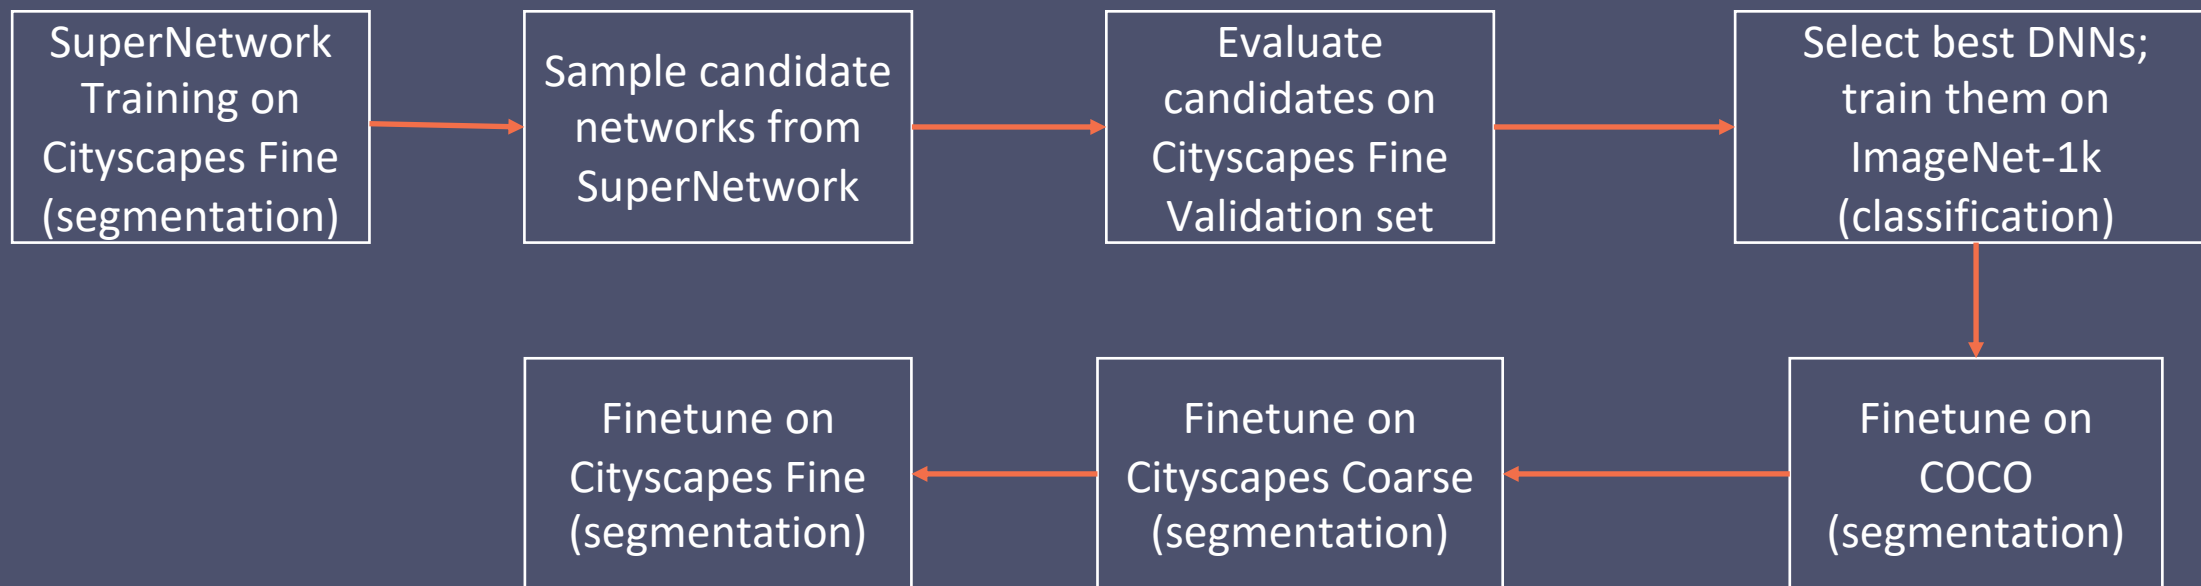 SuperNetwork
Training on
Cityscapes Fine
(segmentation)
Sample candidate
networks from
SuperNetwork
Evaluate
candidates on
Cityscapes Fine
Validation set
Select best DNNs;
train them on
ImageNet-1k
(classification)
Finetune on
COCO
(segmentation)
Finetune on
Cityscapes Coarse
(segmentation)
Finetune on
Cityscapes Fine
(segmentation)